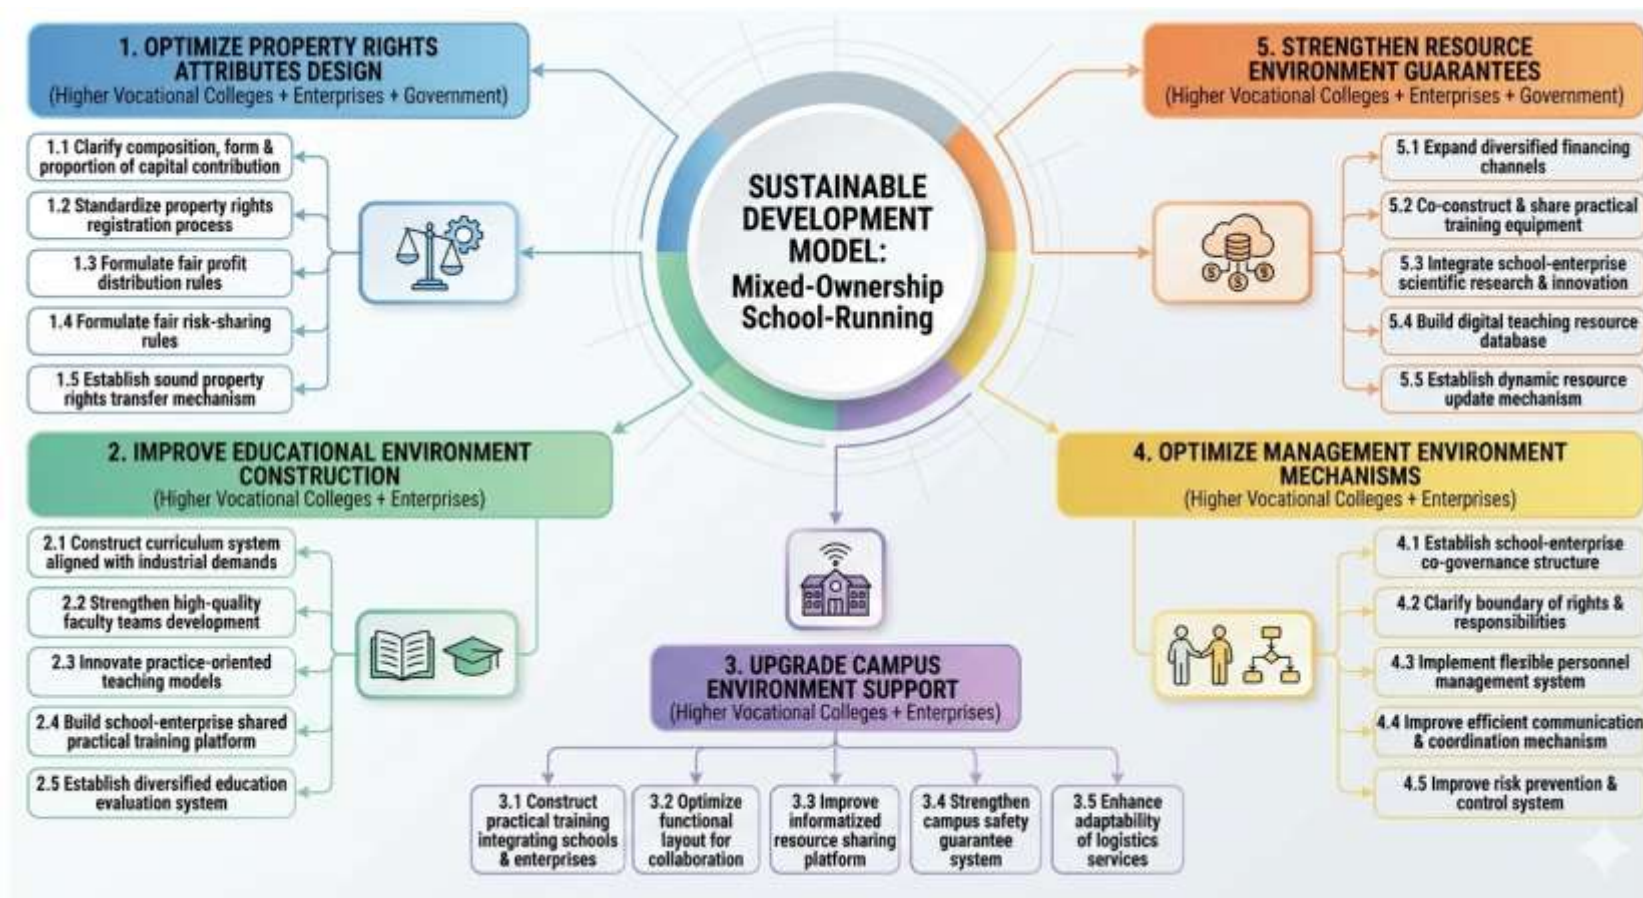 1. OPTIMIZE PROPERTY RIGHTS
ATTRIBUTES DESIGN
(Higher Vocational Colleges + Enterprises + Government)
1.1 Clarify composition, form &
proportion of capital contribution
1.2 Standardize property rights
registration process
1.3 Formulate fair profit
distribution rules
1.4 Formulate fair risk-sharing
rules
1.5 Establish sound property
rights transfer mechanism
SUSTAINABLE
DEVELOPMENT
MODEL:
Mixed-Ownership
School-Running
5. STRENGTHEN RESOURCE
ENVIRONMENT GUARANTEES
(Higher Vocational Colleges + Enterprises + Government)
5.1 Expand diversified financing
channels
5.2 Co-construct & share practical
training equipment
5.3 Integrate school-enterprise
scientific research & innovation
5.4 Build digital teaching resource
database
5.5 Establish dynamic resource
update mechanism
2. IMPROVE EDUCATIONAL ENVIRONMENT
CONSTRUCTION
(Higher Vocational Colleges + Enterprises)
2.1 Construct curriculum system
aligned with industrial demands
2.2 Strengthen high-quality
faculty teams development
2.3 Innovate practice-oriented
teaching models
2.4 Build school-enterprise shared
practical training platform
2.5 Establish diversified education
evaluation system
3. UPGRADE CAMPUS
ENVIRONMENT SUPPORT
(Higher Vocational Colleges + Enterprises)
3.1 Construct
practical training
integrating schools
& enterprises
3.2 Optimize
functional
layout for
collaboration
3.3 Improve
informatized
resource sharing
platform
3.4 Strengthen
campus safety
guarantee
system
3.5 Enhance
adaptability
of logistics
services
4. OPTIMIZE MANAGEMENT ENVIRONMENT
MECHANISMS
(Higher Vocational Colleges + Enterprises)
4.1 Establish school-enterprise
co-governance structure
4.2 Clarify boundary of rights &
responsibilities
4.3 Implement flexible personnel
management system
4.4 Improve efficient communication
& coordination mechanism
4.5 Improve risk prevention &
control system